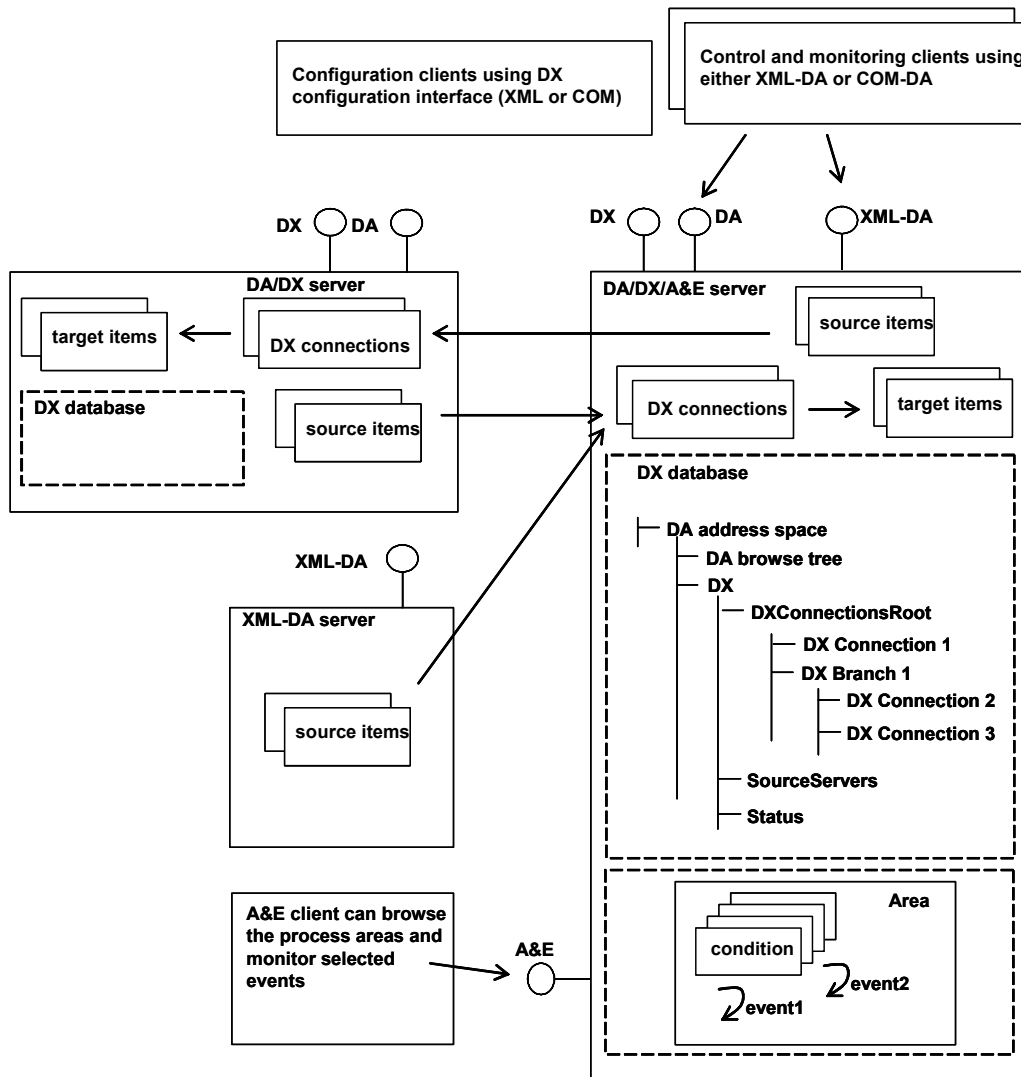 Configuration clients using DX
configuration interface (XML or COM)
Control and monitoring clients using
either XML-DA or COM-DA
DX
DA
DX
DA
XML-DA
DA/DX server
target items
DX connections
DX database
source items
DA/DX/A&E server
source items
DX connections
target items
DX database
DA address space
DA browse tree
DX
DXConnectionsRoot
DX Connection 1
DX Branch 1
DX Connection 2
DX Connection 3
SourceServers
Status
XML-DA
XML-DA server
source items
A&E client can browse
the process areas and
monitor selected
events
A&E
Area
condition
event2
event1